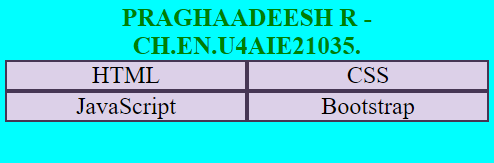 PRAGHAADEESH R -
CH.EN.U4AIE21035.
HTML CSS
JavaScript Bootstrap